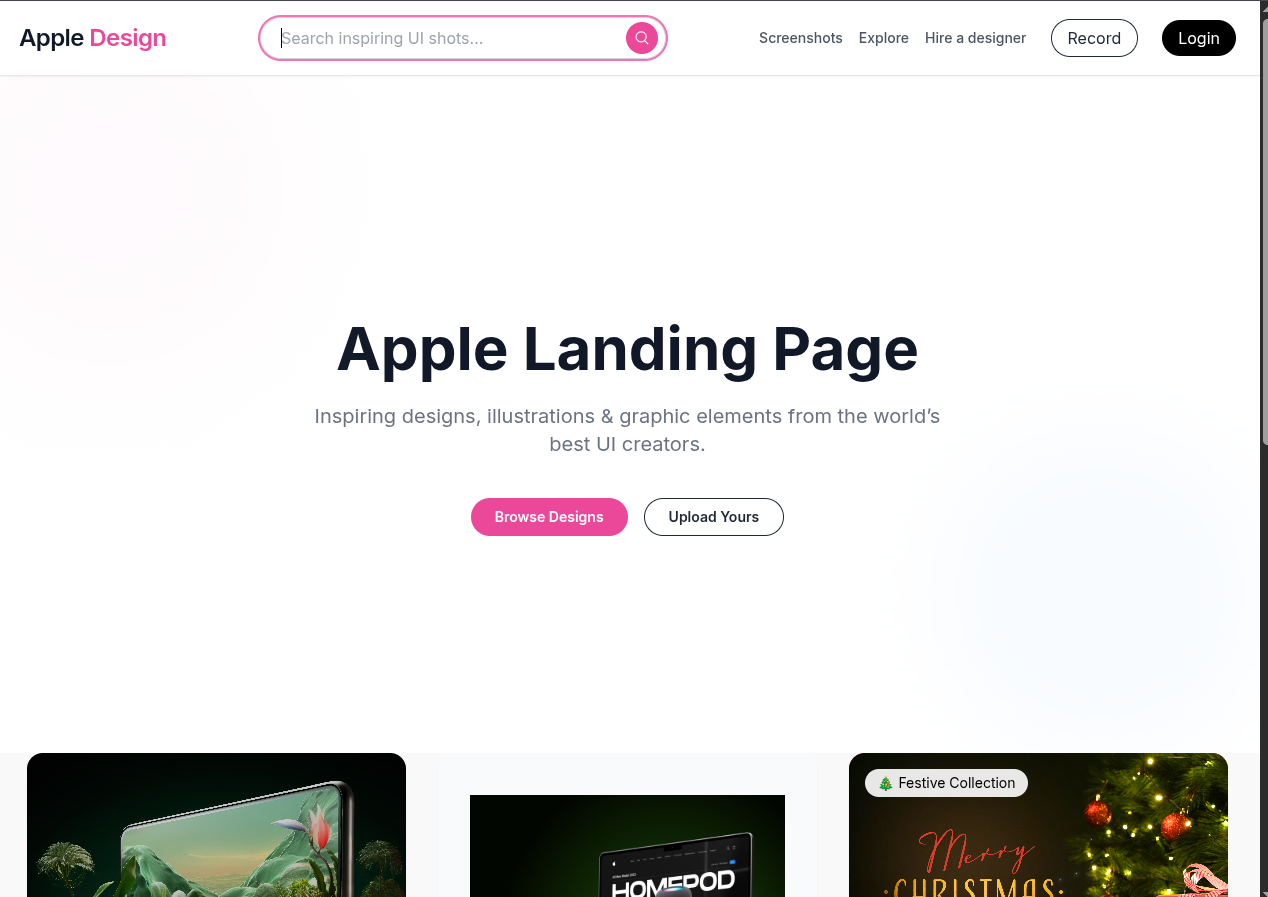 Apple Design
Search inspiring UI shots...
Screenshots
Explore
Hire a designer
Record
Login
Apple Landing Page
Inspiring designs, illustrations & graphic elements from the world’s
best UI creators.
Browse Designs
Upload Yours
HOMEPOD
🎄 Festive Collection
Merry
CHRISTMAS